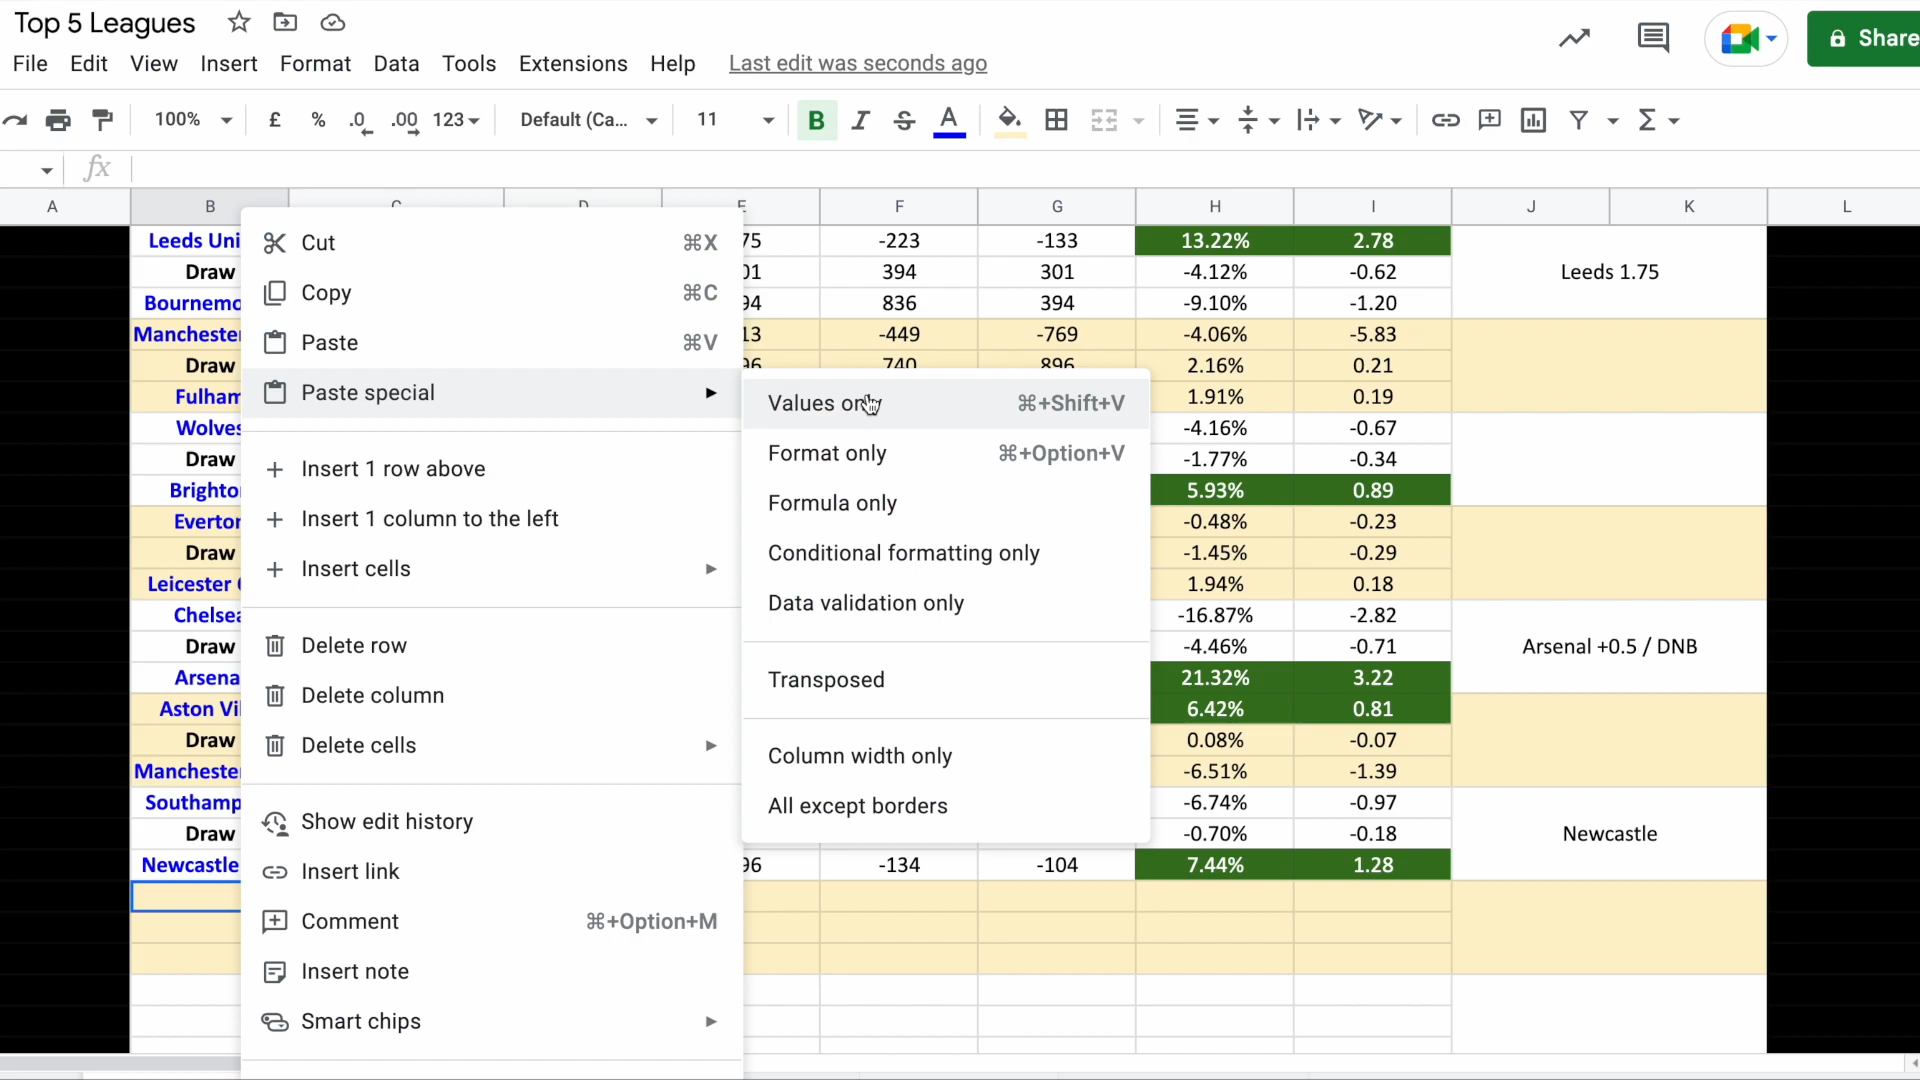 Top 5 Leagues
Share
File Edit View Insert Format Data Tools Extensions Help Last edit was seconds ago
100% £ % .0 .00 123 Default (Ca... 11 B I S A
fx
A B E F G H I J K L
Leeds Uni 75 -223 -133 13.22% 2.78
Draw 01 394 301 -4.12% -0.62 Leeds 1.75
Bournemo 94 836 394 -9.10% -1.20
Manchester 13 -449 -769 -4.06% -5.83
Draw 96 740 896 2.16% 0.21
Fulham 1.91% 0.19
Wolves -4.16% -0.67
Draw -1.77% -0.34
Brighto 5.93% 0.89
Everton -0.48% -0.23
Draw -1.45% -0.29
Leicester 1.94% 0.18
Chelsea -16.87% -2.82
Draw -4.46% -0.71 Arsenal +0.5 / DNB
Arsena 21.32% 3.22
Aston Vil 6.42% 0.81
Draw 0.08% -0.07
Manchester -6.51% -1.39
Southamp -6.74% -0.97
Draw -0.70% -0.18 Newcastle
Newcastle 96 -134 -104 7.44% 1.28
Cut ⌘X
Copy ⌘C
Paste ⌘V
Paste special
Insert 1 row above
Insert 1 column to the left
Insert cells
Delete row
Delete column
Delete cells
Show edit history
Insert link
Comment ⌘+Option+M
Insert note
Smart chips
Values only ⌘+Shift+V
Format only ⌘+Option+V
Formula only
Conditional formatting only
Data validation only
Transposed
Column width only
All except borders